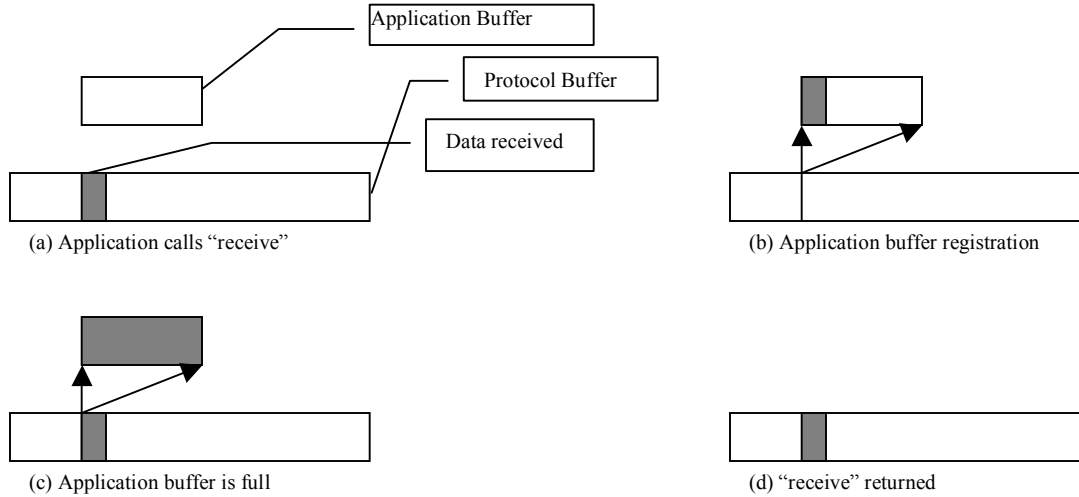 Application Buffer
Protocol Buffer
Data received
(a) Application calls “receive”
(b) Application buffer registration
(c) Application buffer is full
(d) “receive” returned